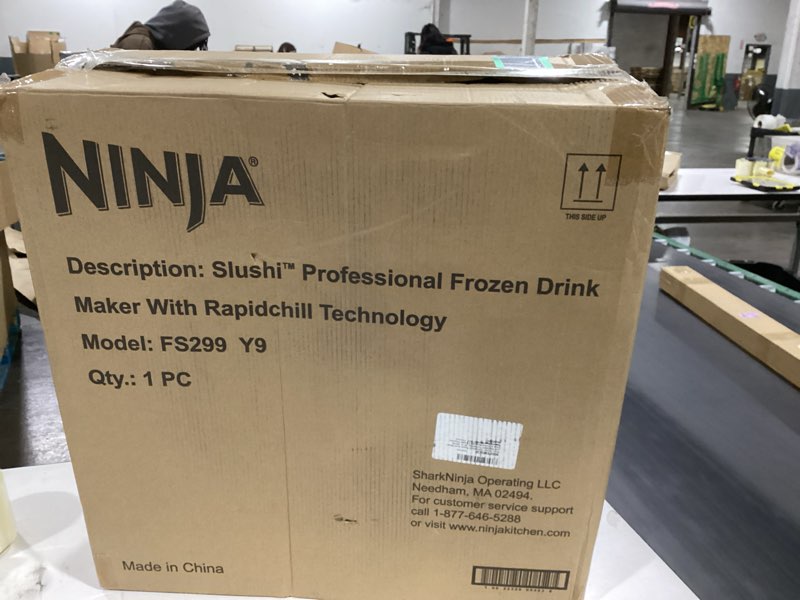 NINJA®
THIS SIDE UP
Description: Slushi™ Professional Frozen Drink
Maker With Rapidchill Technology
Model: FS299 Y9
Qty.: 1 PC
SharkNinja Operating LLC
Needham, MA 02494.
For customer service support
call 1-877-646-5288
or visit www.ninjakitchen.com
Made in China